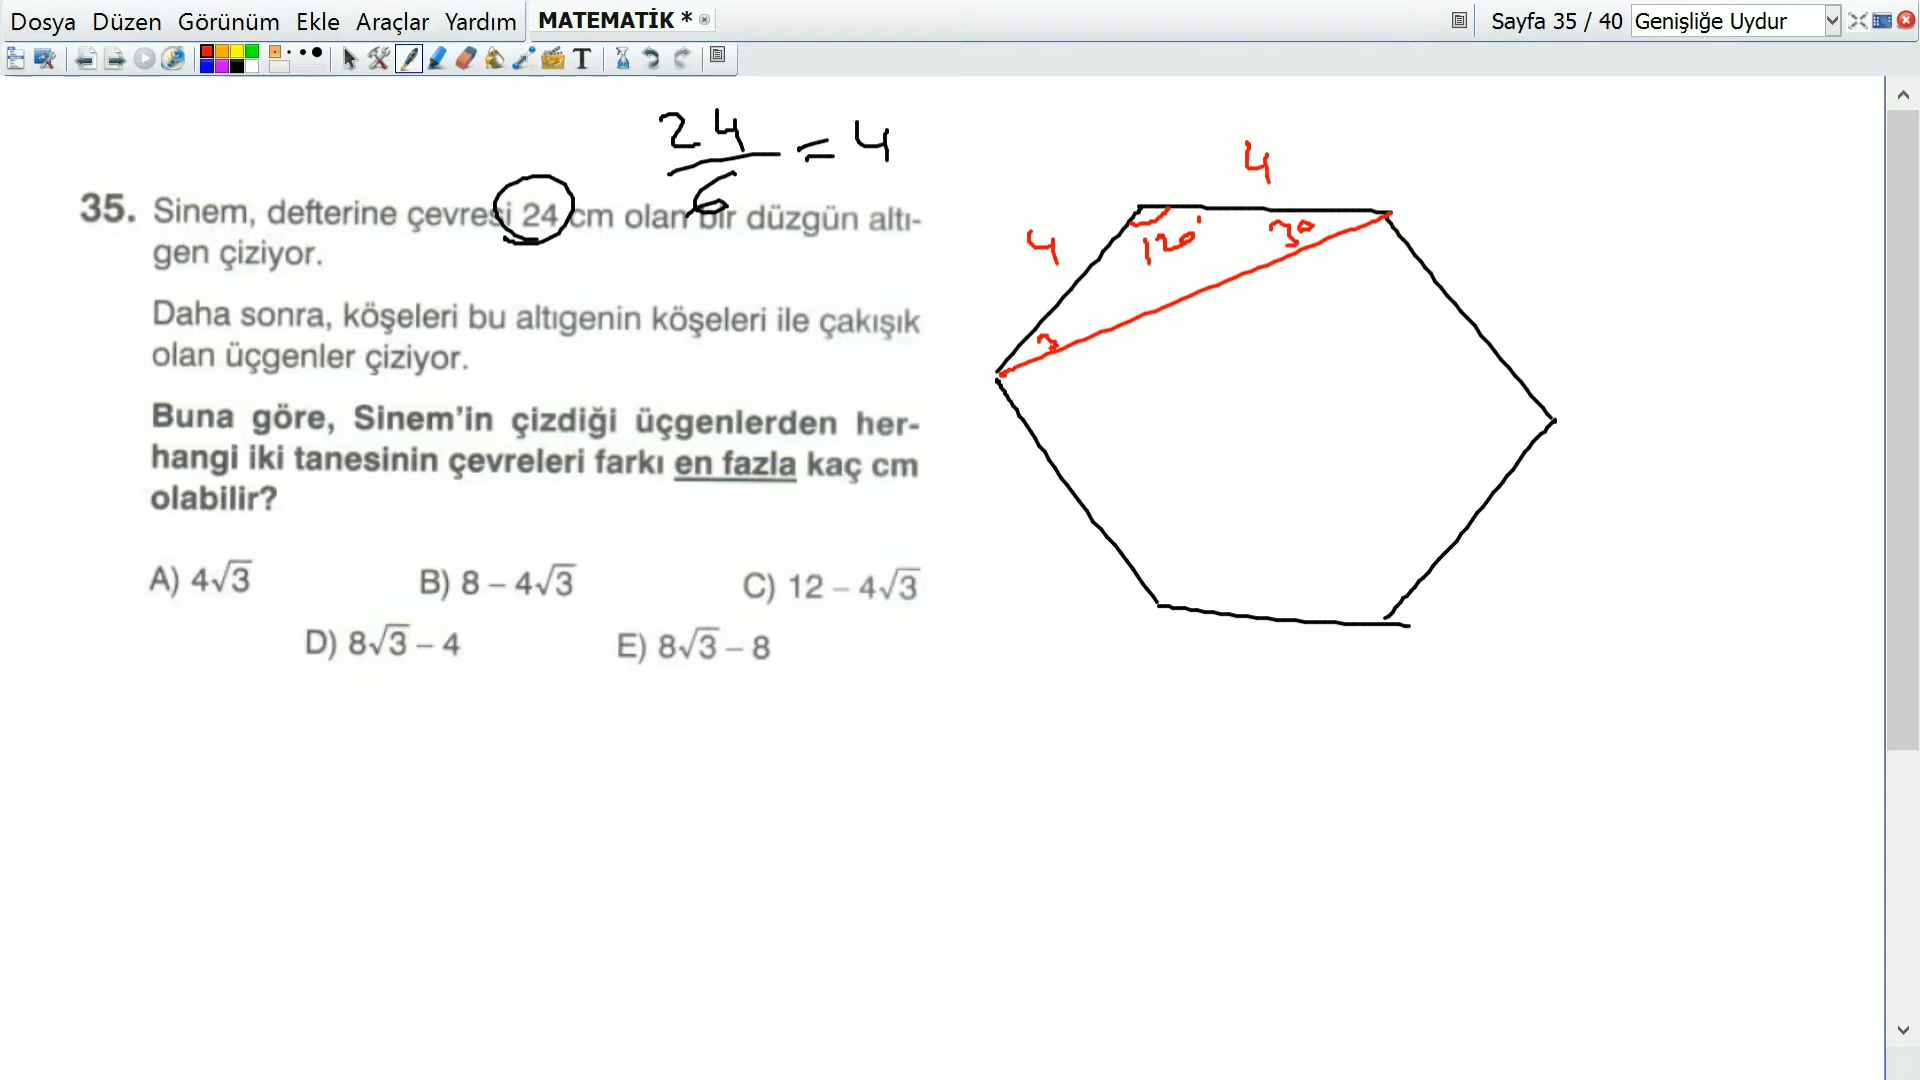 Dosya Düzen Görünüm Ekle Araçlar Yardım MATEMATİK * Sayfa 35 / 40 Genişliğe Uydur
T
24
6
= 4
35. Sinem, defterine çevresi 24 cm olan bir düzgün altı-
gen çiziyor.
Daha sonra, köşeleri bu altıgenin köşeleri ile çakışık
olan üçgenler çiziyor.
Buna göre, Sinem'in çizdiği üçgenlerden her-
hangi iki tanesinin çevreleri farkı en fazla kaç cm
olabilir?
A) 4√3 B) 8 – 4√3 C) 12 – 4√3
D) 8√3 – 4 E) 8√3 – 8
4
4
120° 30
3